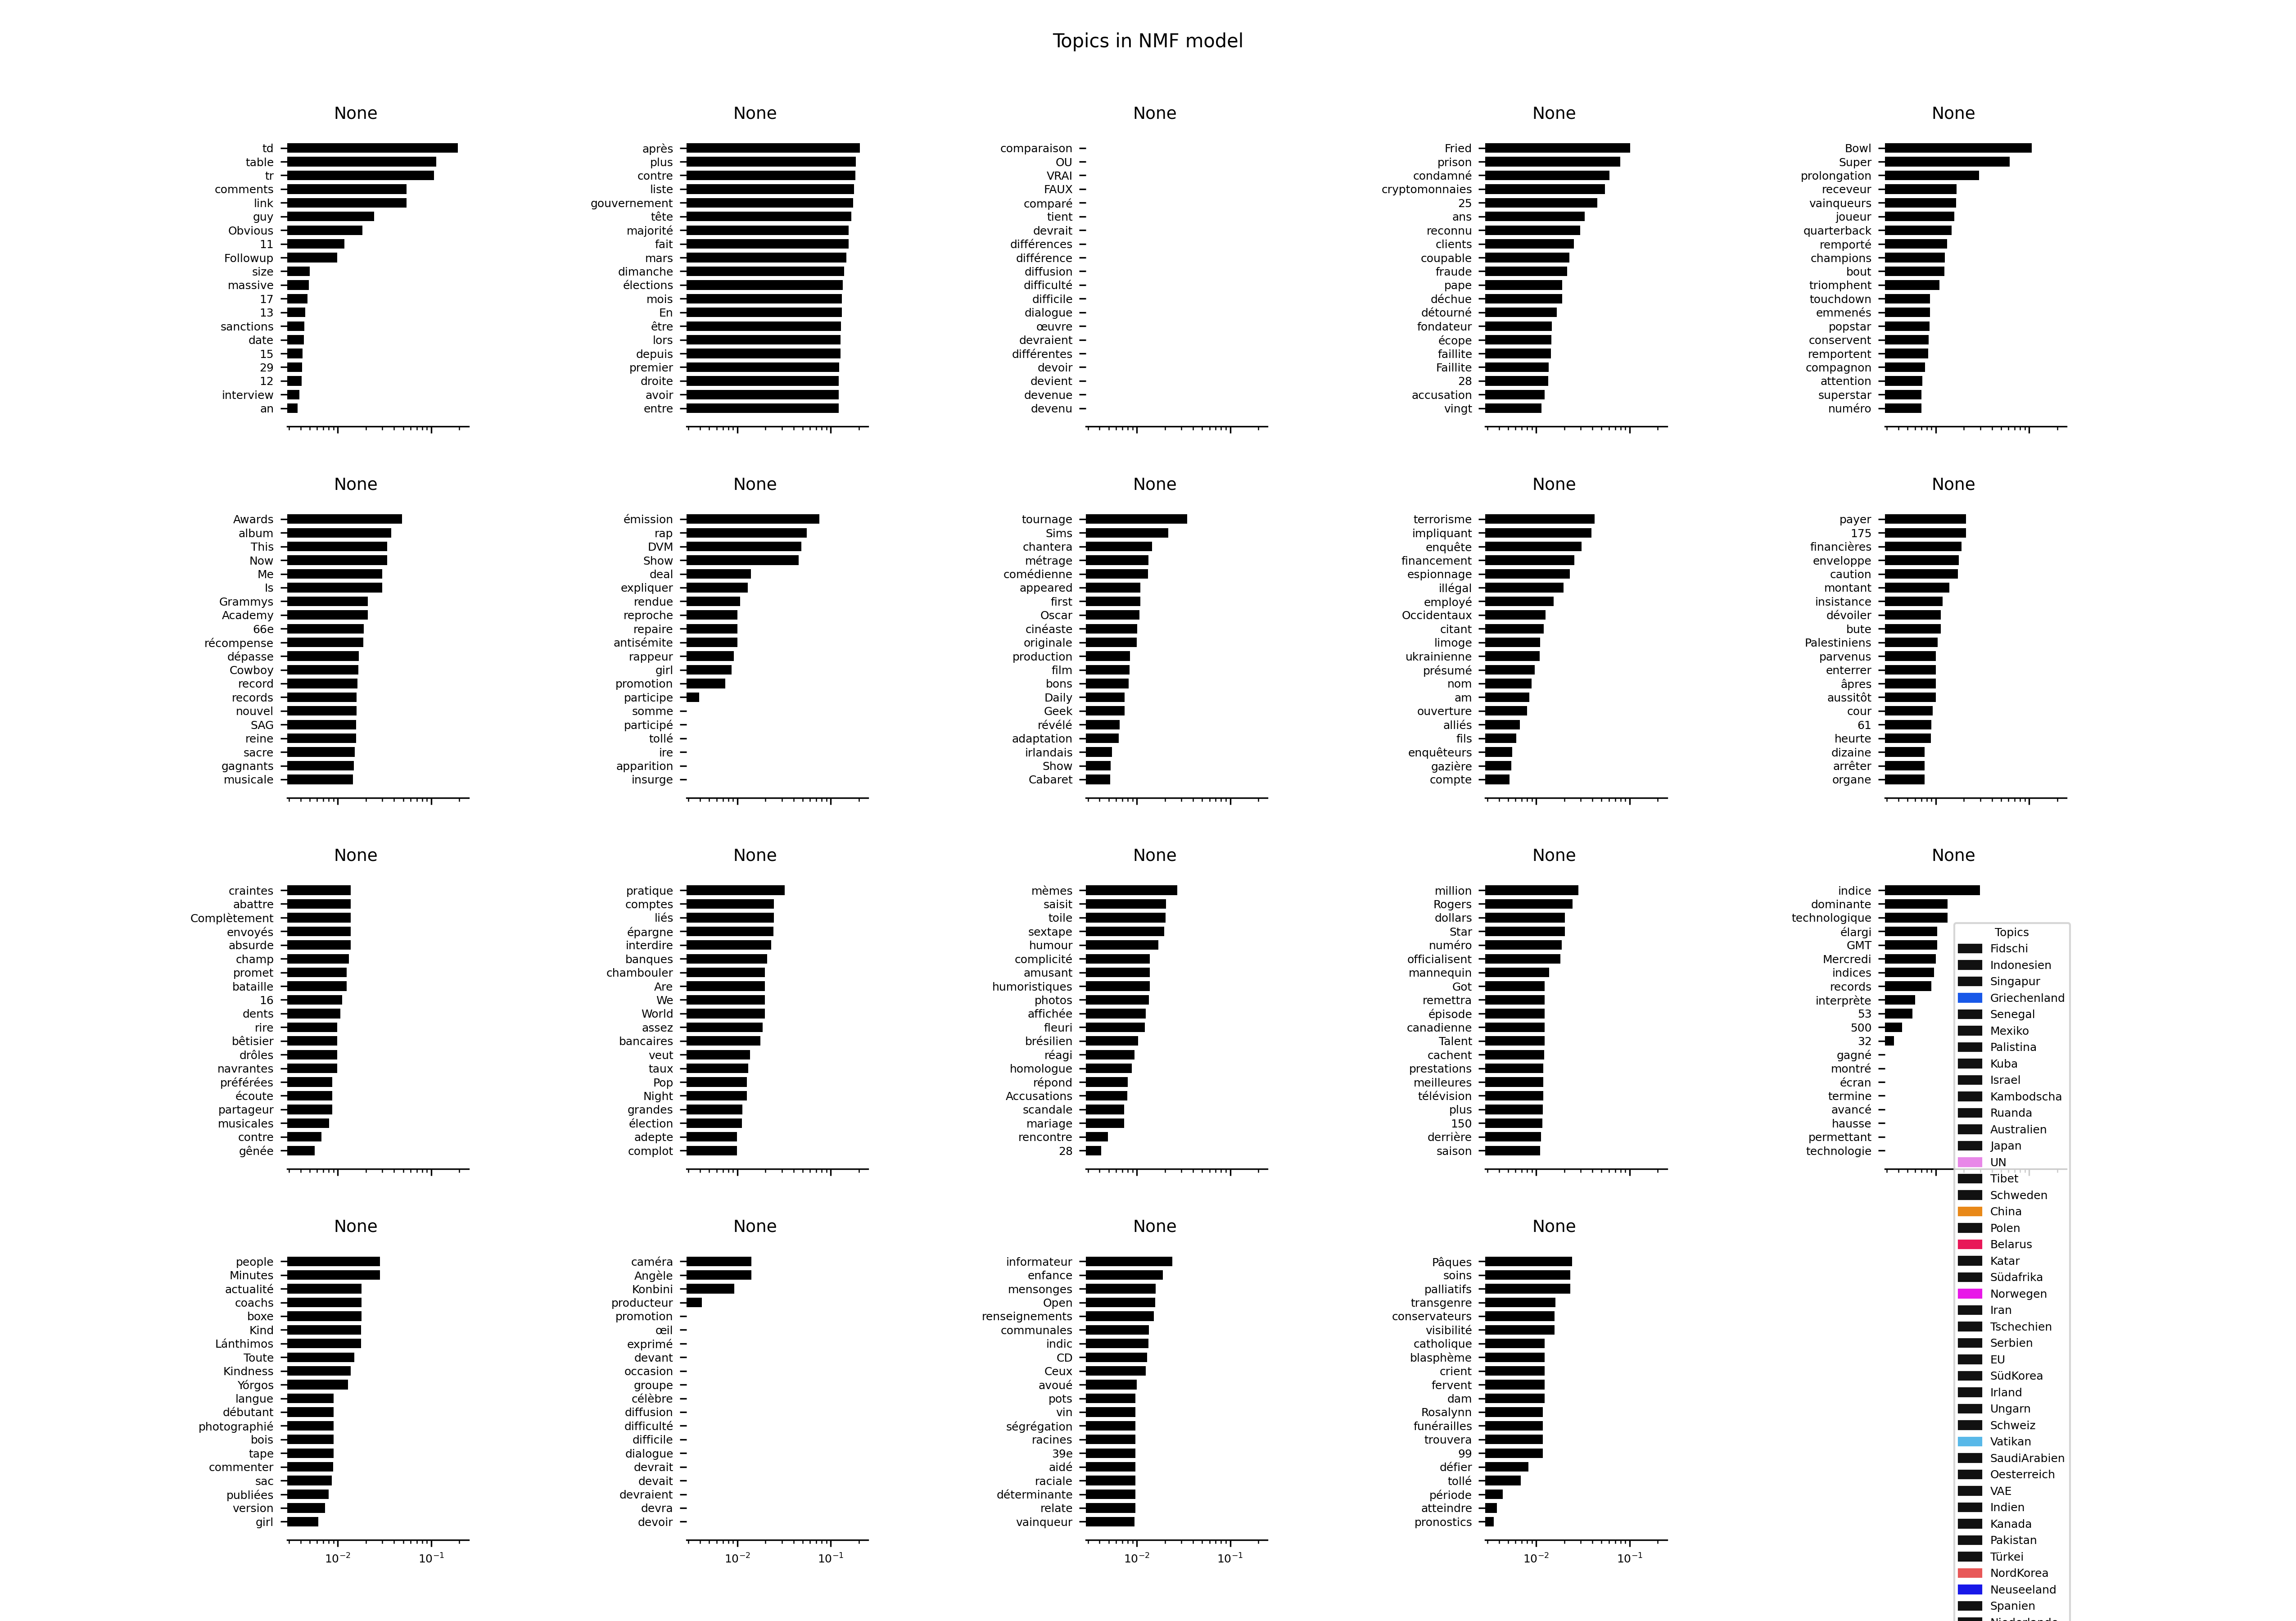 Topics in NMF model
None
td
table
tr
comments
link
guy
Obvious
11
Followup
size
massive
17
13
sanctions
date
15
29
12
interview
an
None
après
plus
contre
liste
gouvernement
tête
majorité
fait
mars
dimanche
élections
mois
En
être
lors
depuis
premier
droite
avoir
entre
None
comparaison
OU
VRAI
FAUX
comparé
tient
devrait
différences
différence
diffusion
difficulté
difficile
dialogue
œuvre
devraient
différentes
devoir
devient
devenue
devenu
None
Fried
prison
condamné
cryptomonnaies
25
ans
reconnu
clients
coupable
fraude
pape
déchue
détourné
fondateur
écope
faillite
Faillite
28
accusation
vingt
None
Bowl
Super
prolongation
receveur
vainqueurs
joueur
quarterback
remporté
champions
bout
triomphent
touchdown
emmenés
popstar
conservent
remportent
compagnon
attention
superstar
numéro
None
Awards
album
This
Now
Me
Is
Grammys
Academy
66e
récompense
dépasse
Cowboy
record
records
nouvel
SAG
reine
sacre
gagnants
musicale
None
émission
rap
DVM
Show
deal
expliquer
rendue
reproche
repaire
antisémite
rappeur
girl
promotion
participe
somme
participé
tollé
ire
apparition
insurge
None
tournage
Sims
chantera
métrage
comédienne
appeared
first
Oscar
cinéaste
originale
production
film
bons
Daily
Geek
révélé
adaptation
irlandais
Show
Cabaret
None
terrorisme
impliquant
enquête
financement
espionnage
illégal
employé
Occidentaux
citant
limoge
ukrainienne
présumé
nom
am
ouverture
alliés
fils
enquêteurs
gazière
compte
None
payer
175
financières
enveloppe
caution
montant
insistance
dévoiler
bute
Palestiniens
parvenus
enterrer
âpres
aussitôt
cour
61
heurte
dizaine
arrêter
organe
None
craintes
abattre
Complètement
envoyés
absurde
champ
promet
bataille
16
dents
rire
bêtisier
drôles
navrantes
préférées
écoute
partageur
musicales
contre
gênée
None
pratique
comptes
liés
épargne
interdire
banques
chambouler
Are
We
World
assez
bancaires
veut
taux
Pop
Night
grandes
élection
adepte
complot
None
mèmes
saisit
toile
sextape
humour
complicité
amusant
humoristiques
photos
affichée
fleuri
brésilien
réagi
homologue
répond
Accusations
scandale
mariage
rencontre
28
None
million
Rogers
dollars
Star
numéro
officialisent
mannequin
Got
remettra
épisode
canadienne
Talent
cachent
prestations
meilleures
télévision
plus
150
derrière
saison
None
indice
dominante
technologique
élargi
GMT
Mercredi
indices
records
interprète
53
500
32
gagné
montré
écran
termine
avancé
hausse
permettant
technologie
None
people
Minutes
actualité
coachs
boxe
Kind
Lánthimos
Toute
Kindness
Yórgos
langue
débutant
photographié
bois
tape
commenter
sac
publiées
version
girl
10⁻² 10⁻¹
None
caméra
Angèle
Konbini
producteur
promotion
œil
exprimé
devant
occasion
groupe
célèbre
diffusion
difficulté
difficile
dialogue
devrait
devait
devraient
devra
devoir
10⁻² 10⁻¹
None
informateur
enfance
mensonges
Open
renseignements
communales
indic
CD
Ceux
avoué
pots
vin
ségrégation
racines
39e
aidé
raciale
déterminante
relate
vainqueur
10⁻² 10⁻¹
None
Pâques
soins
palliatifs
transgenre
conservateurs
visibilité
catholique
blasphème
crient
fervent
dam
Rosalynn
funérailles
trouvera
99
défier
tollé
période
atteindre
pronostics
10⁻² 10⁻¹
Topics
Fidschi
Indonesien
Singapur
Griechenland
Senegal
Mexiko
Palistina
Kuba
Israel
Kambodscha
Ruanda
Australien
Japan
UN
Tibet
Schweden
China
Polen
Belarus
Katar
Südafrika
Norwegen
Iran
Tschechien
Serbien
EU
SüdKorea
Irland
Ungarn
Schweiz
Vatikan
SaudiArabien
Oesterreich
VAE
Indien
Kanada
Pakistan
Türkei
NordKorea
Neuseeland
Spanien